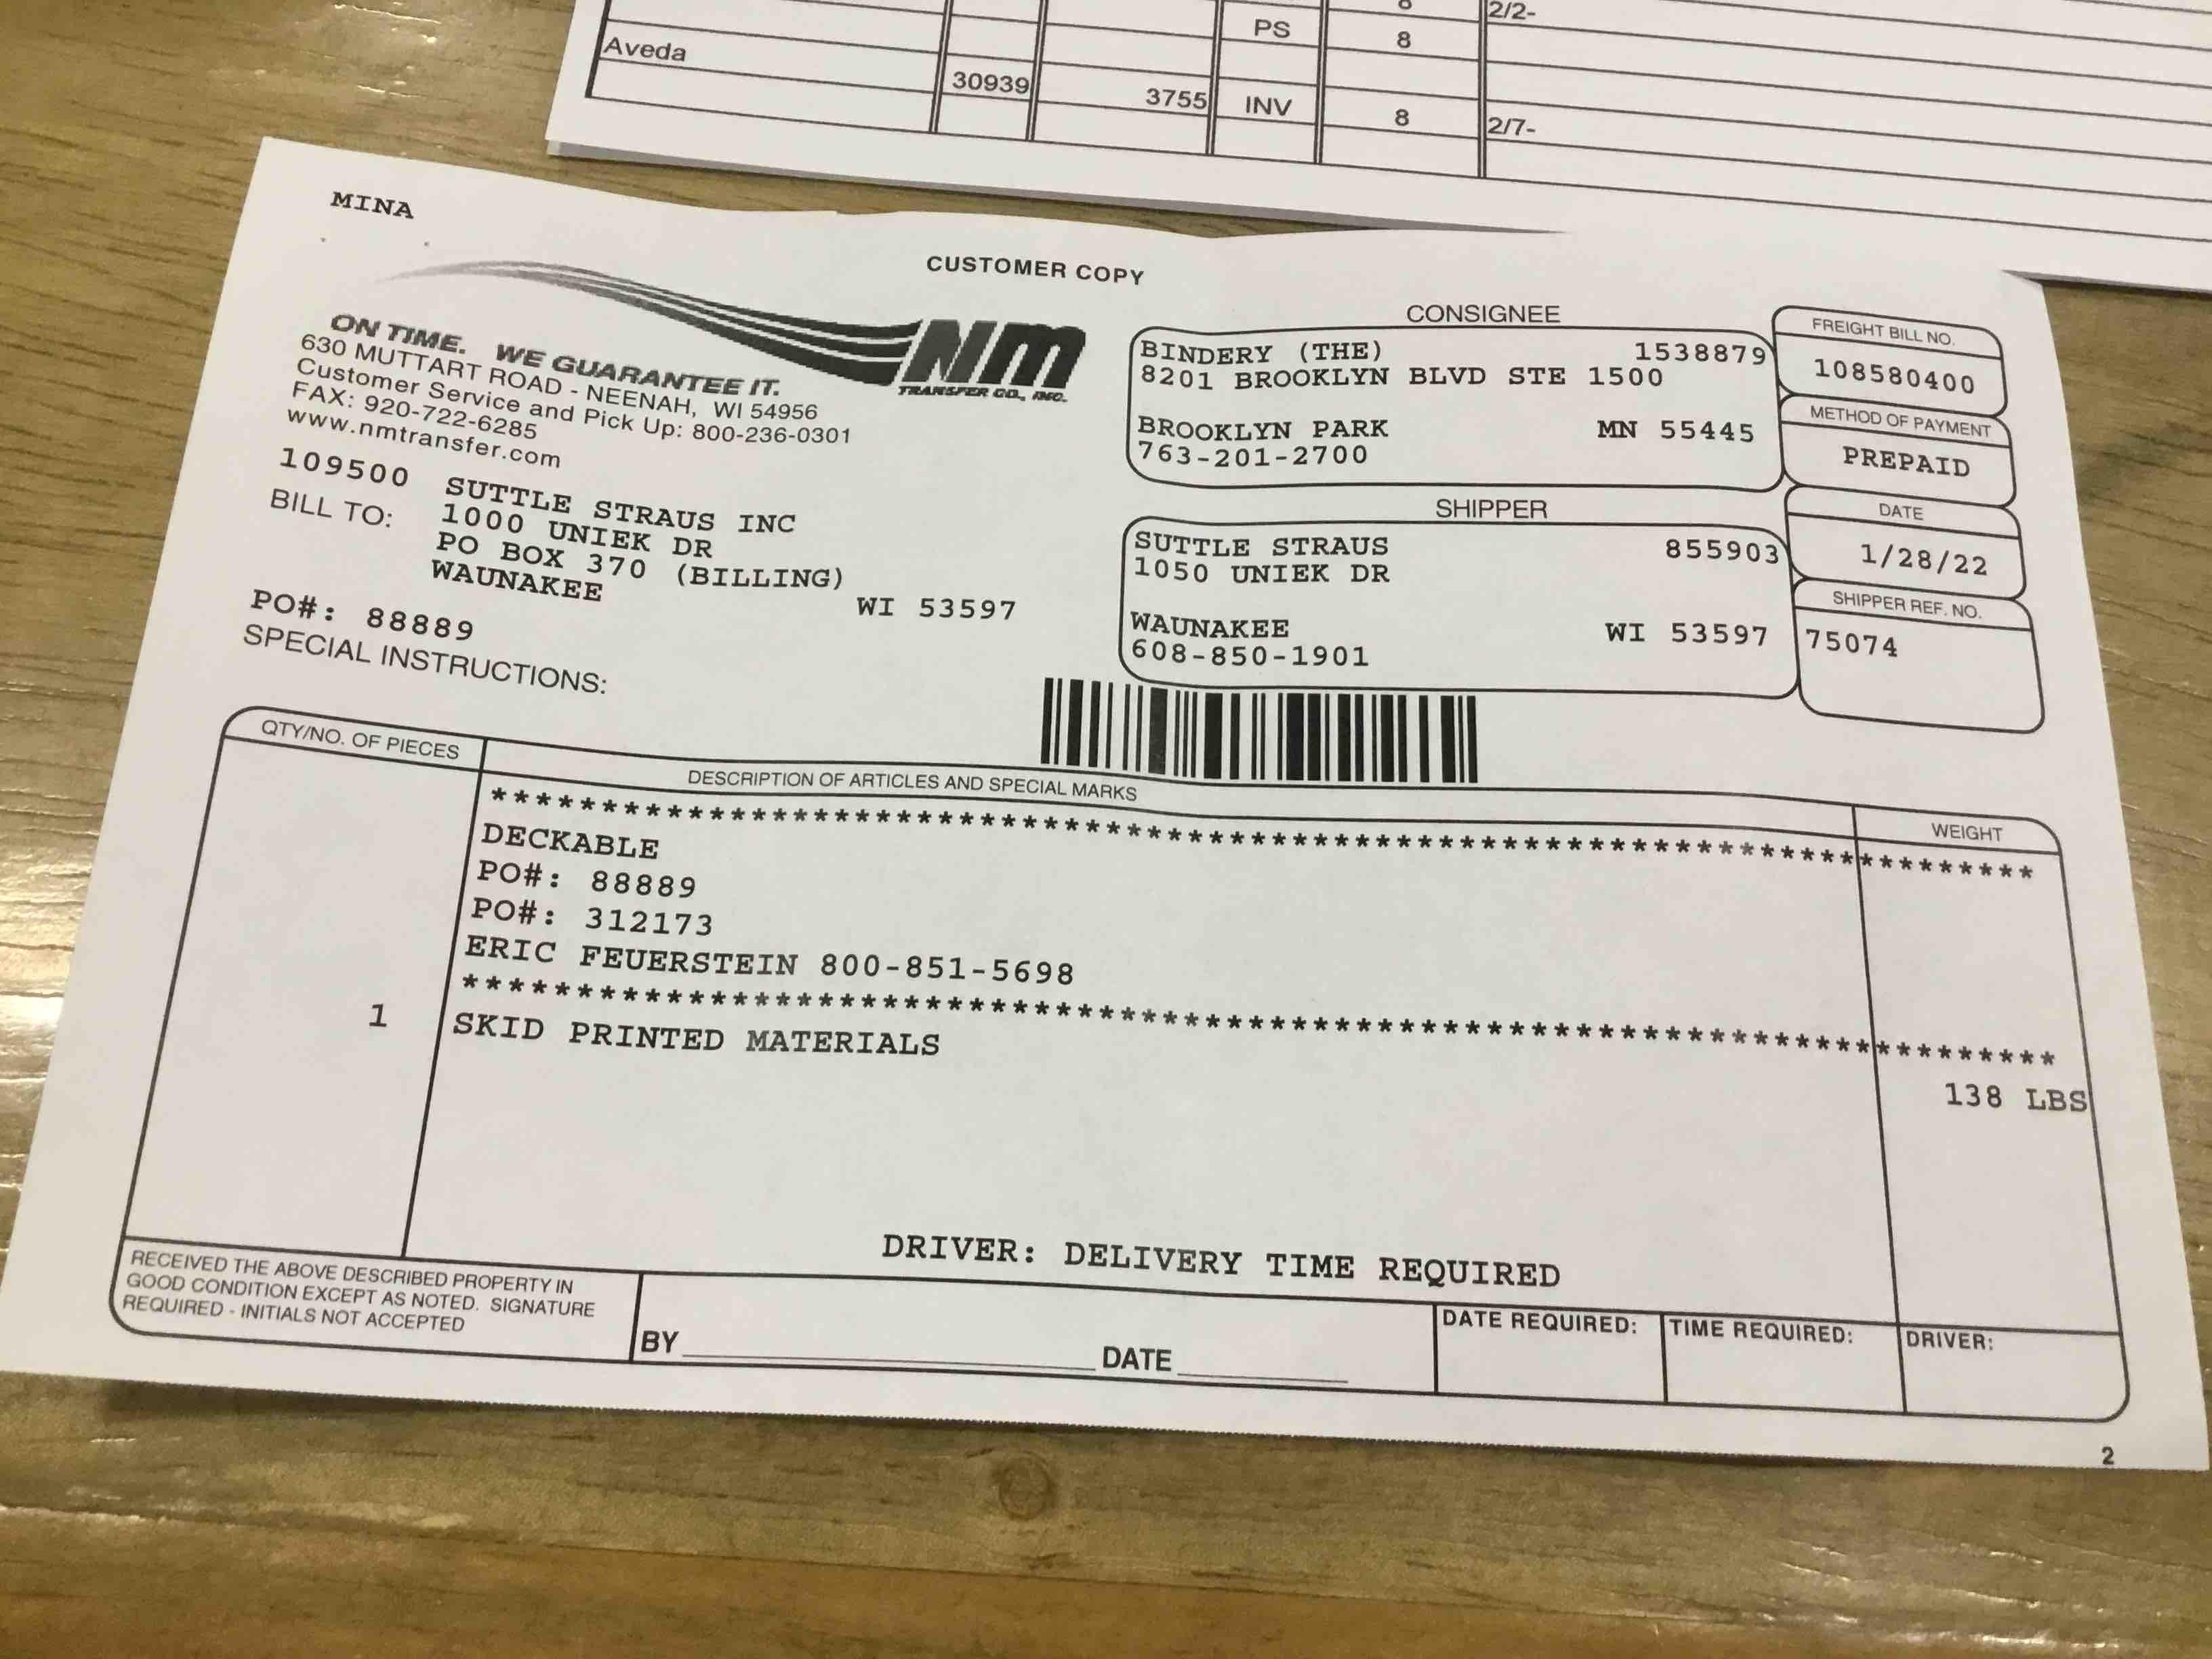 2/2-
PS 8
Aveda
30939 3755 INV 8 2/7-
MINA
CUSTOMER COPY
ON TIME. WE GUARANTEE IT.
NM
TRANSFER CO., INC.
630 MUTTART ROAD - NEENAH, WI 54956
Customer Service and Pick Up: 800-236-0301
FAX: 920-722-6285
www.nmtransfer.com
109500 SUTTLE STRAUS INC
BILL TO: 1000 UNIEK DR
PO BOX 370 (BILLING)
WAUNAKEE WI 53597
PO#: 88889
SPECIAL INSTRUCTIONS:
CONSIGNEE
BINDERY (THE) 1538879
8201 BROOKLYN BLVD STE 1500
BROOKLYN PARK MN 55445
763-201-2700
SHIPPER
SUTTLE STRAUS 855903
1050 UNIEK DR
WAUNAKEE WI 53597
608-850-1901
FREIGHT BILL NO.
108580400
METHOD OF PAYMENT
PREPAID
DATE
1/28/22
SHIPPER REF. NO.
75074
QTY/NO. OF PIECES DESCRIPTION OF ARTICLES AND SPECIAL MARKS WEIGHT
**************************************************************************
DECKABLE
PO#: 88889
PO#: 312173
ERIC FEUERSTEIN 800-851-5698
**************************************************************************
1 SKID PRINTED MATERIALS 138 LBS
DRIVER: DELIVERY TIME REQUIRED
RECEIVED THE ABOVE DESCRIBED PROPERTY IN
GOOD CONDITION EXCEPT AS NOTED. SIGNATURE
REQUIRED - INITIALS NOT ACCEPTED
BY DATE
DATE REQUIRED: TIME REQUIRED: DRIVER:
2